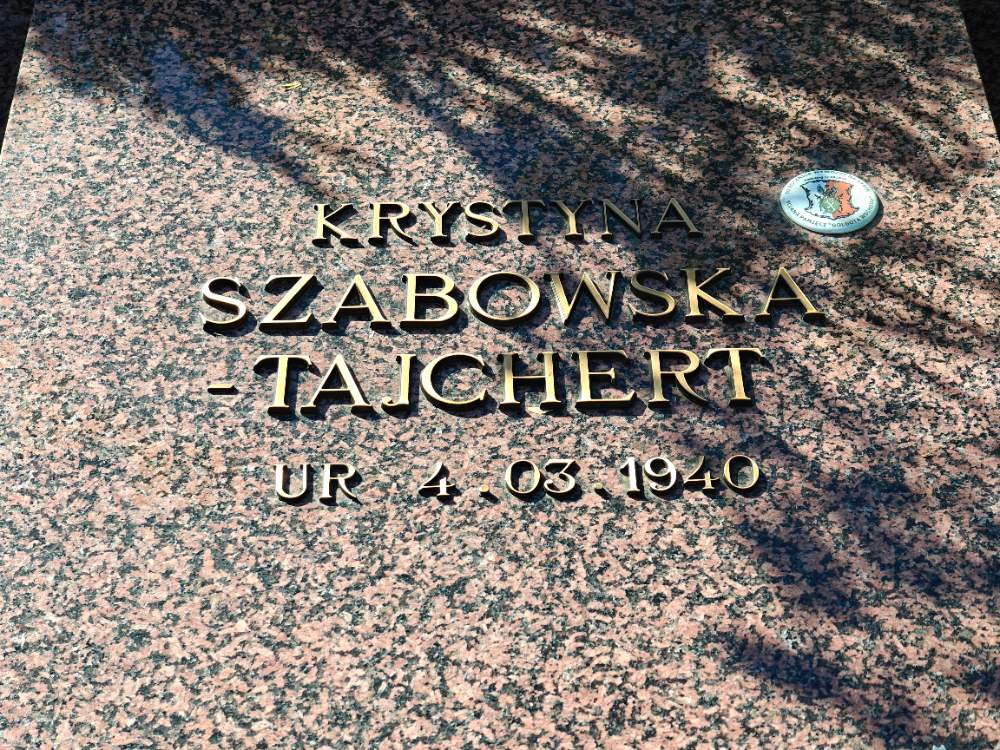 KRYSTYNA
SZABOWSKA
-TAJCHERT
UR 4.03.1940